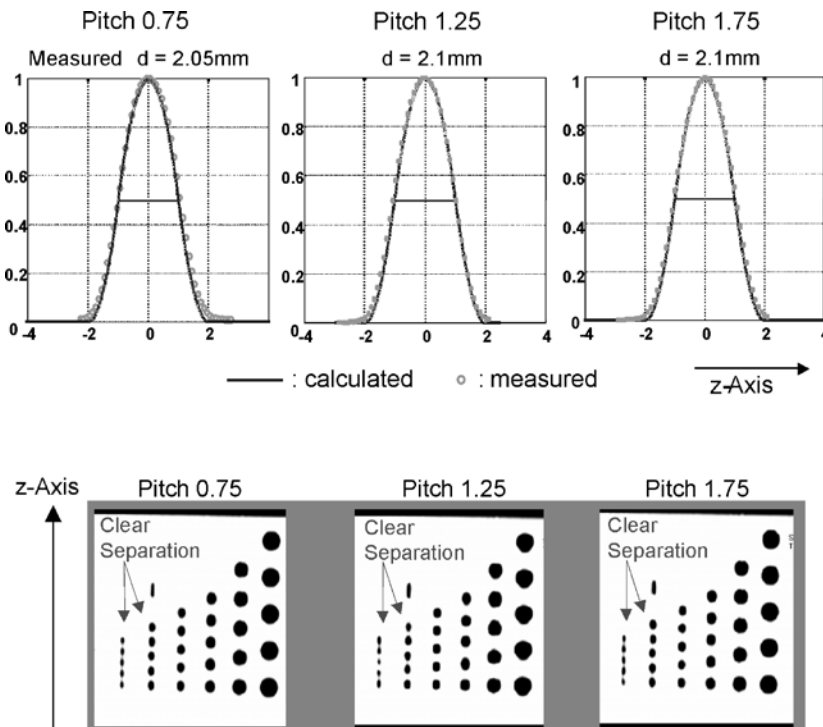 Pitch 0.75 Pitch 1.25 Pitch 1.75
Measured d = 2.05mm d = 2.1mm d = 2.1mm
1 1 1
0.8 0.8 0.8
0.6 0.6 0.6
0.4 0.4 0.4
0.2 0.2 0.2
0 0 0
-4 -2 0 2 -4 -2 0 2 4 -4 -2 0 2 4
: calculated : measured
z-Axis
z-Axis
Pitch 0.75 Pitch 1.25 Pitch 1.75
Clear Clear Clear
Separation Separation Separation